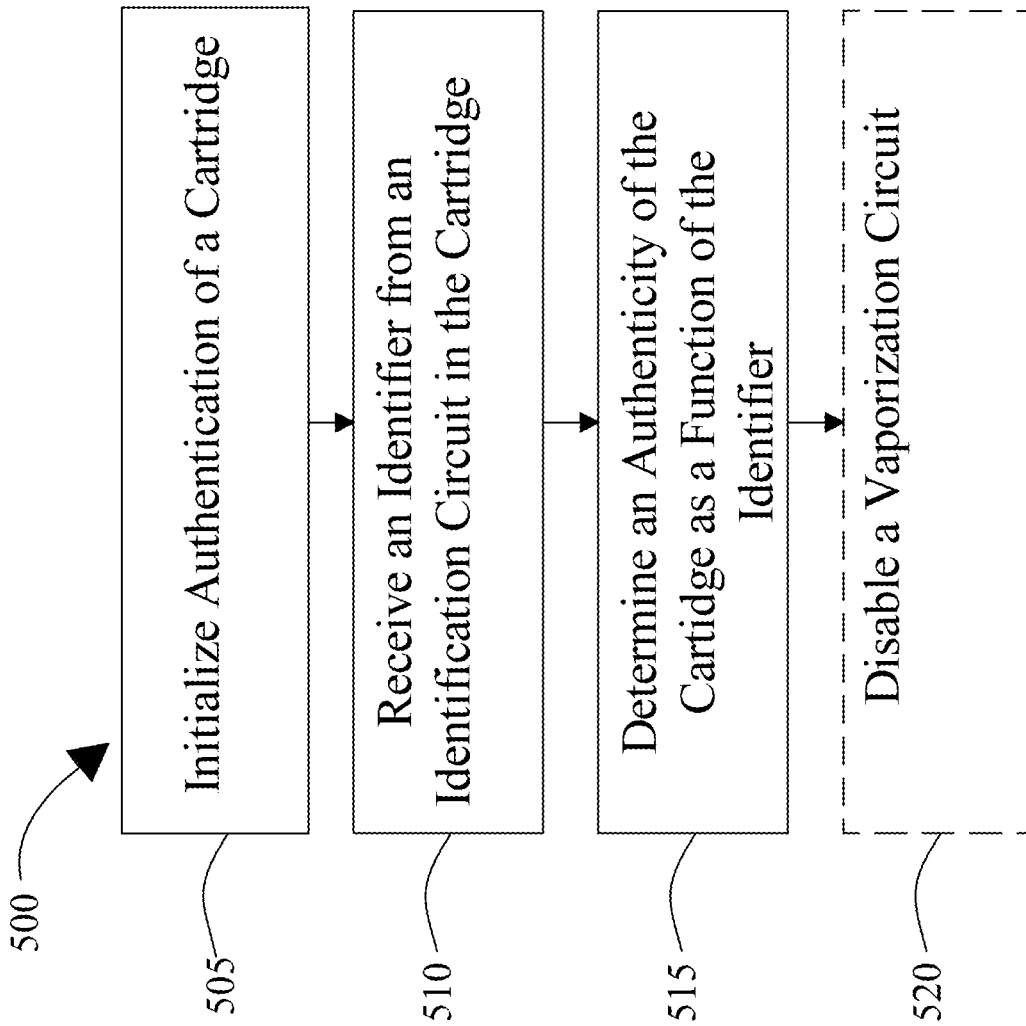 500
505
Initialize Authentication of a Cartridge
510
Receive an Identifier from an
Identification Circuit in the Cartridge
515
Determine an Authenticity of the
Cartidge as a Function of the
Identifier
520
Disable a Vaporization Circuit